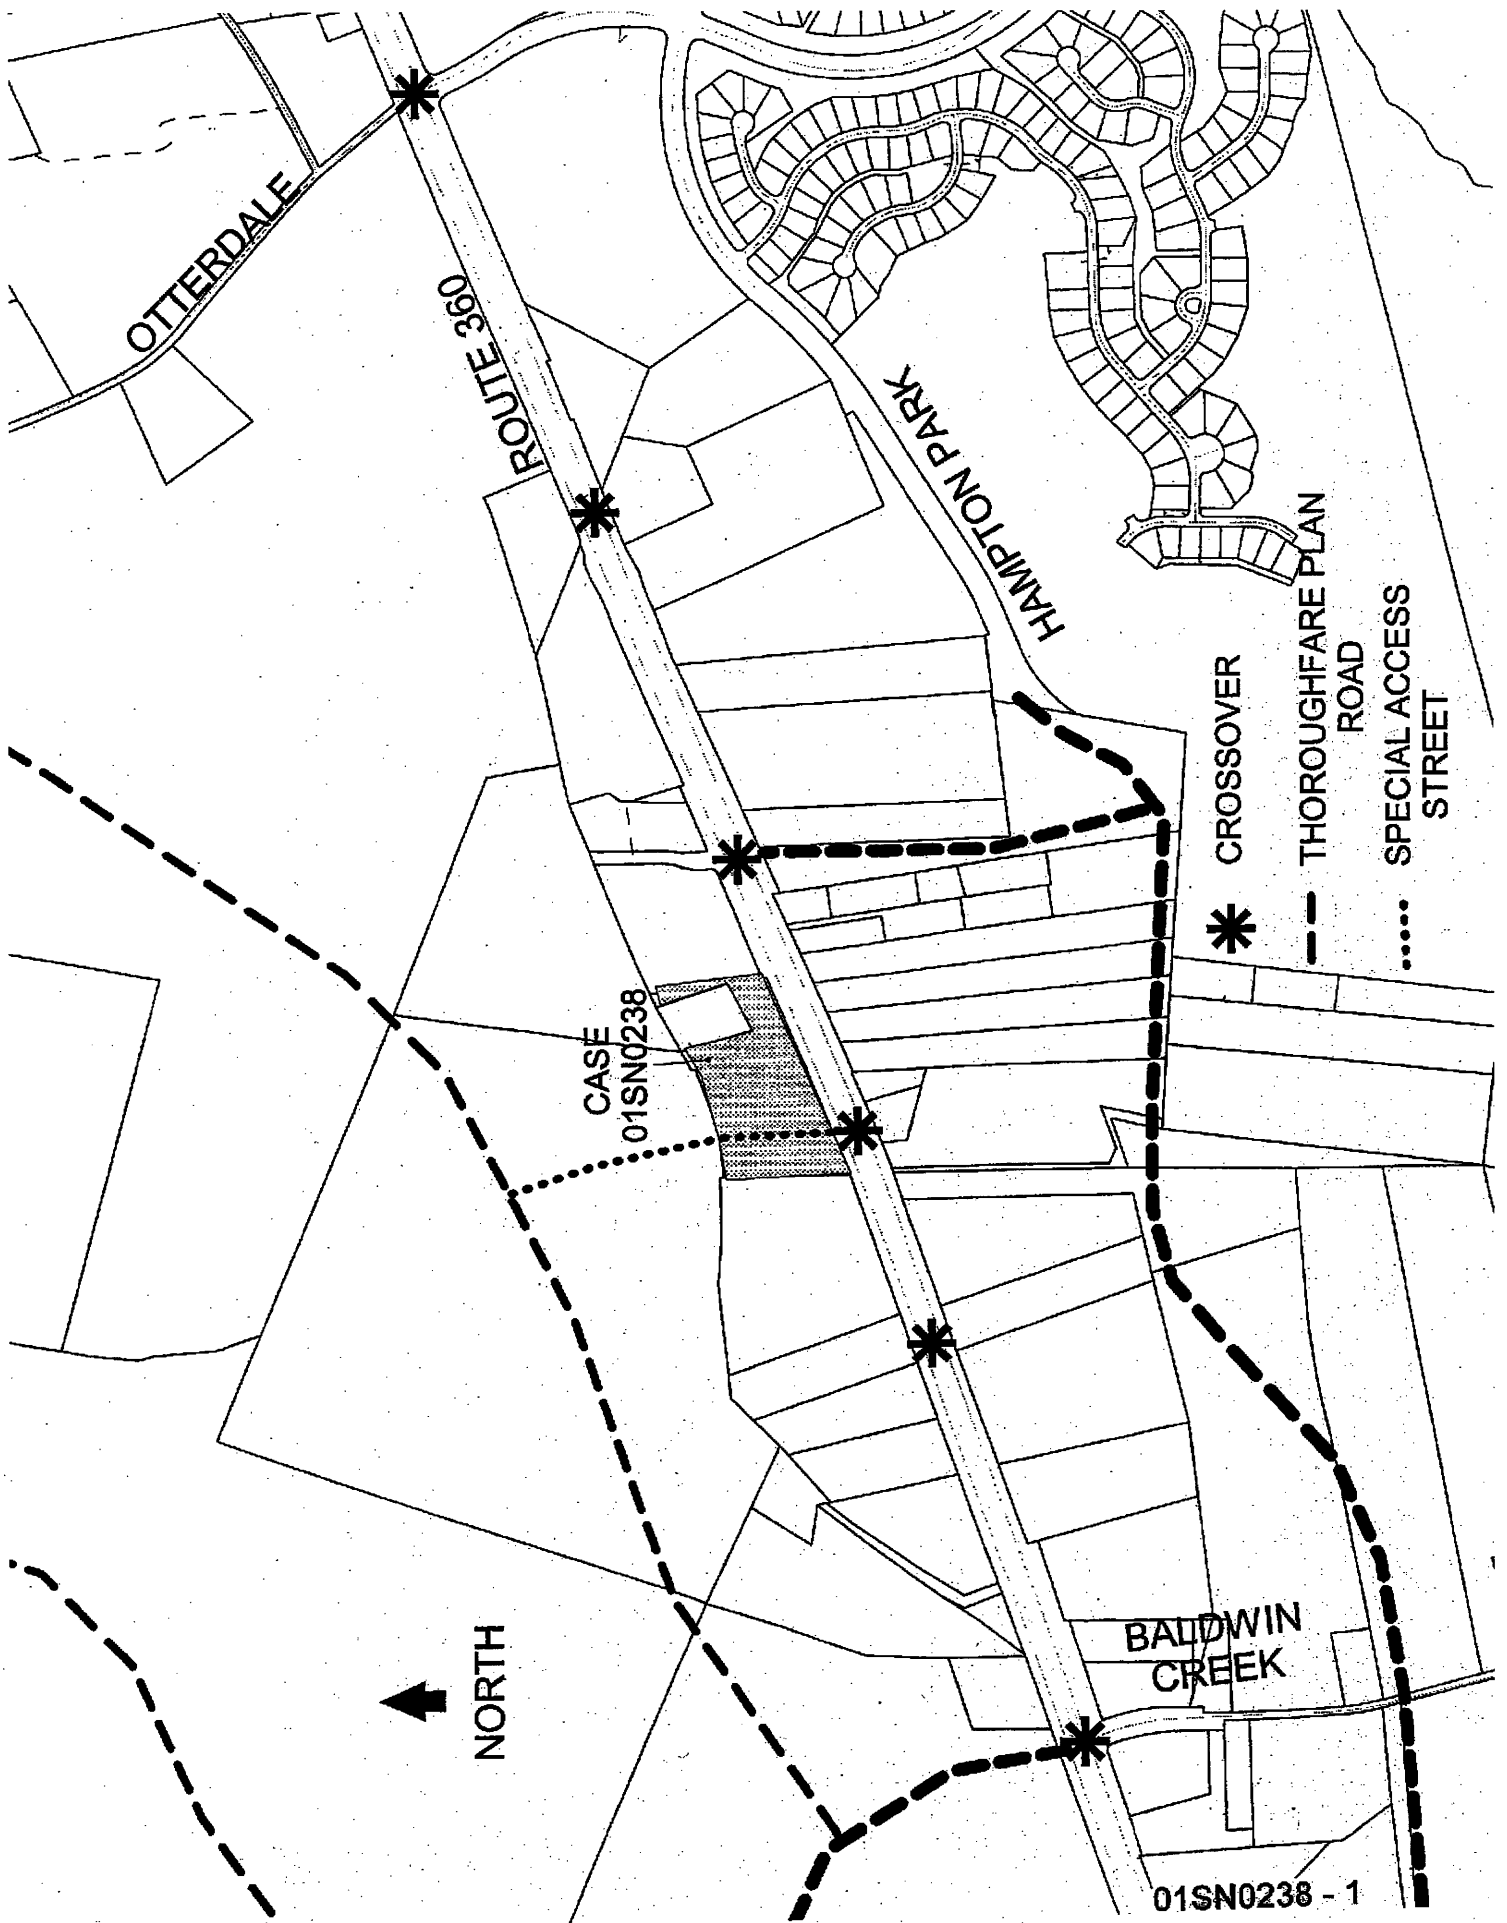 OTTERDALE
ROUTE 360
HAMPTON PARK
CASE
01SN0238
CROSSOVER
THOROUGHFARE PLAN
ROAD
SPECIAL ACCESS
STREET
NORTH
BALDWIN
CREEK
01SN0238 - 1